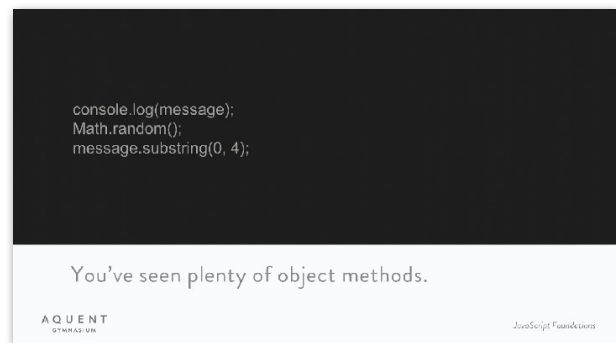 console.log(message);
Math.random();
message.substring(0, 4);
You've seen plenty of object methods.
AQUENT
GYMNASIUM
JavaScript Foundations